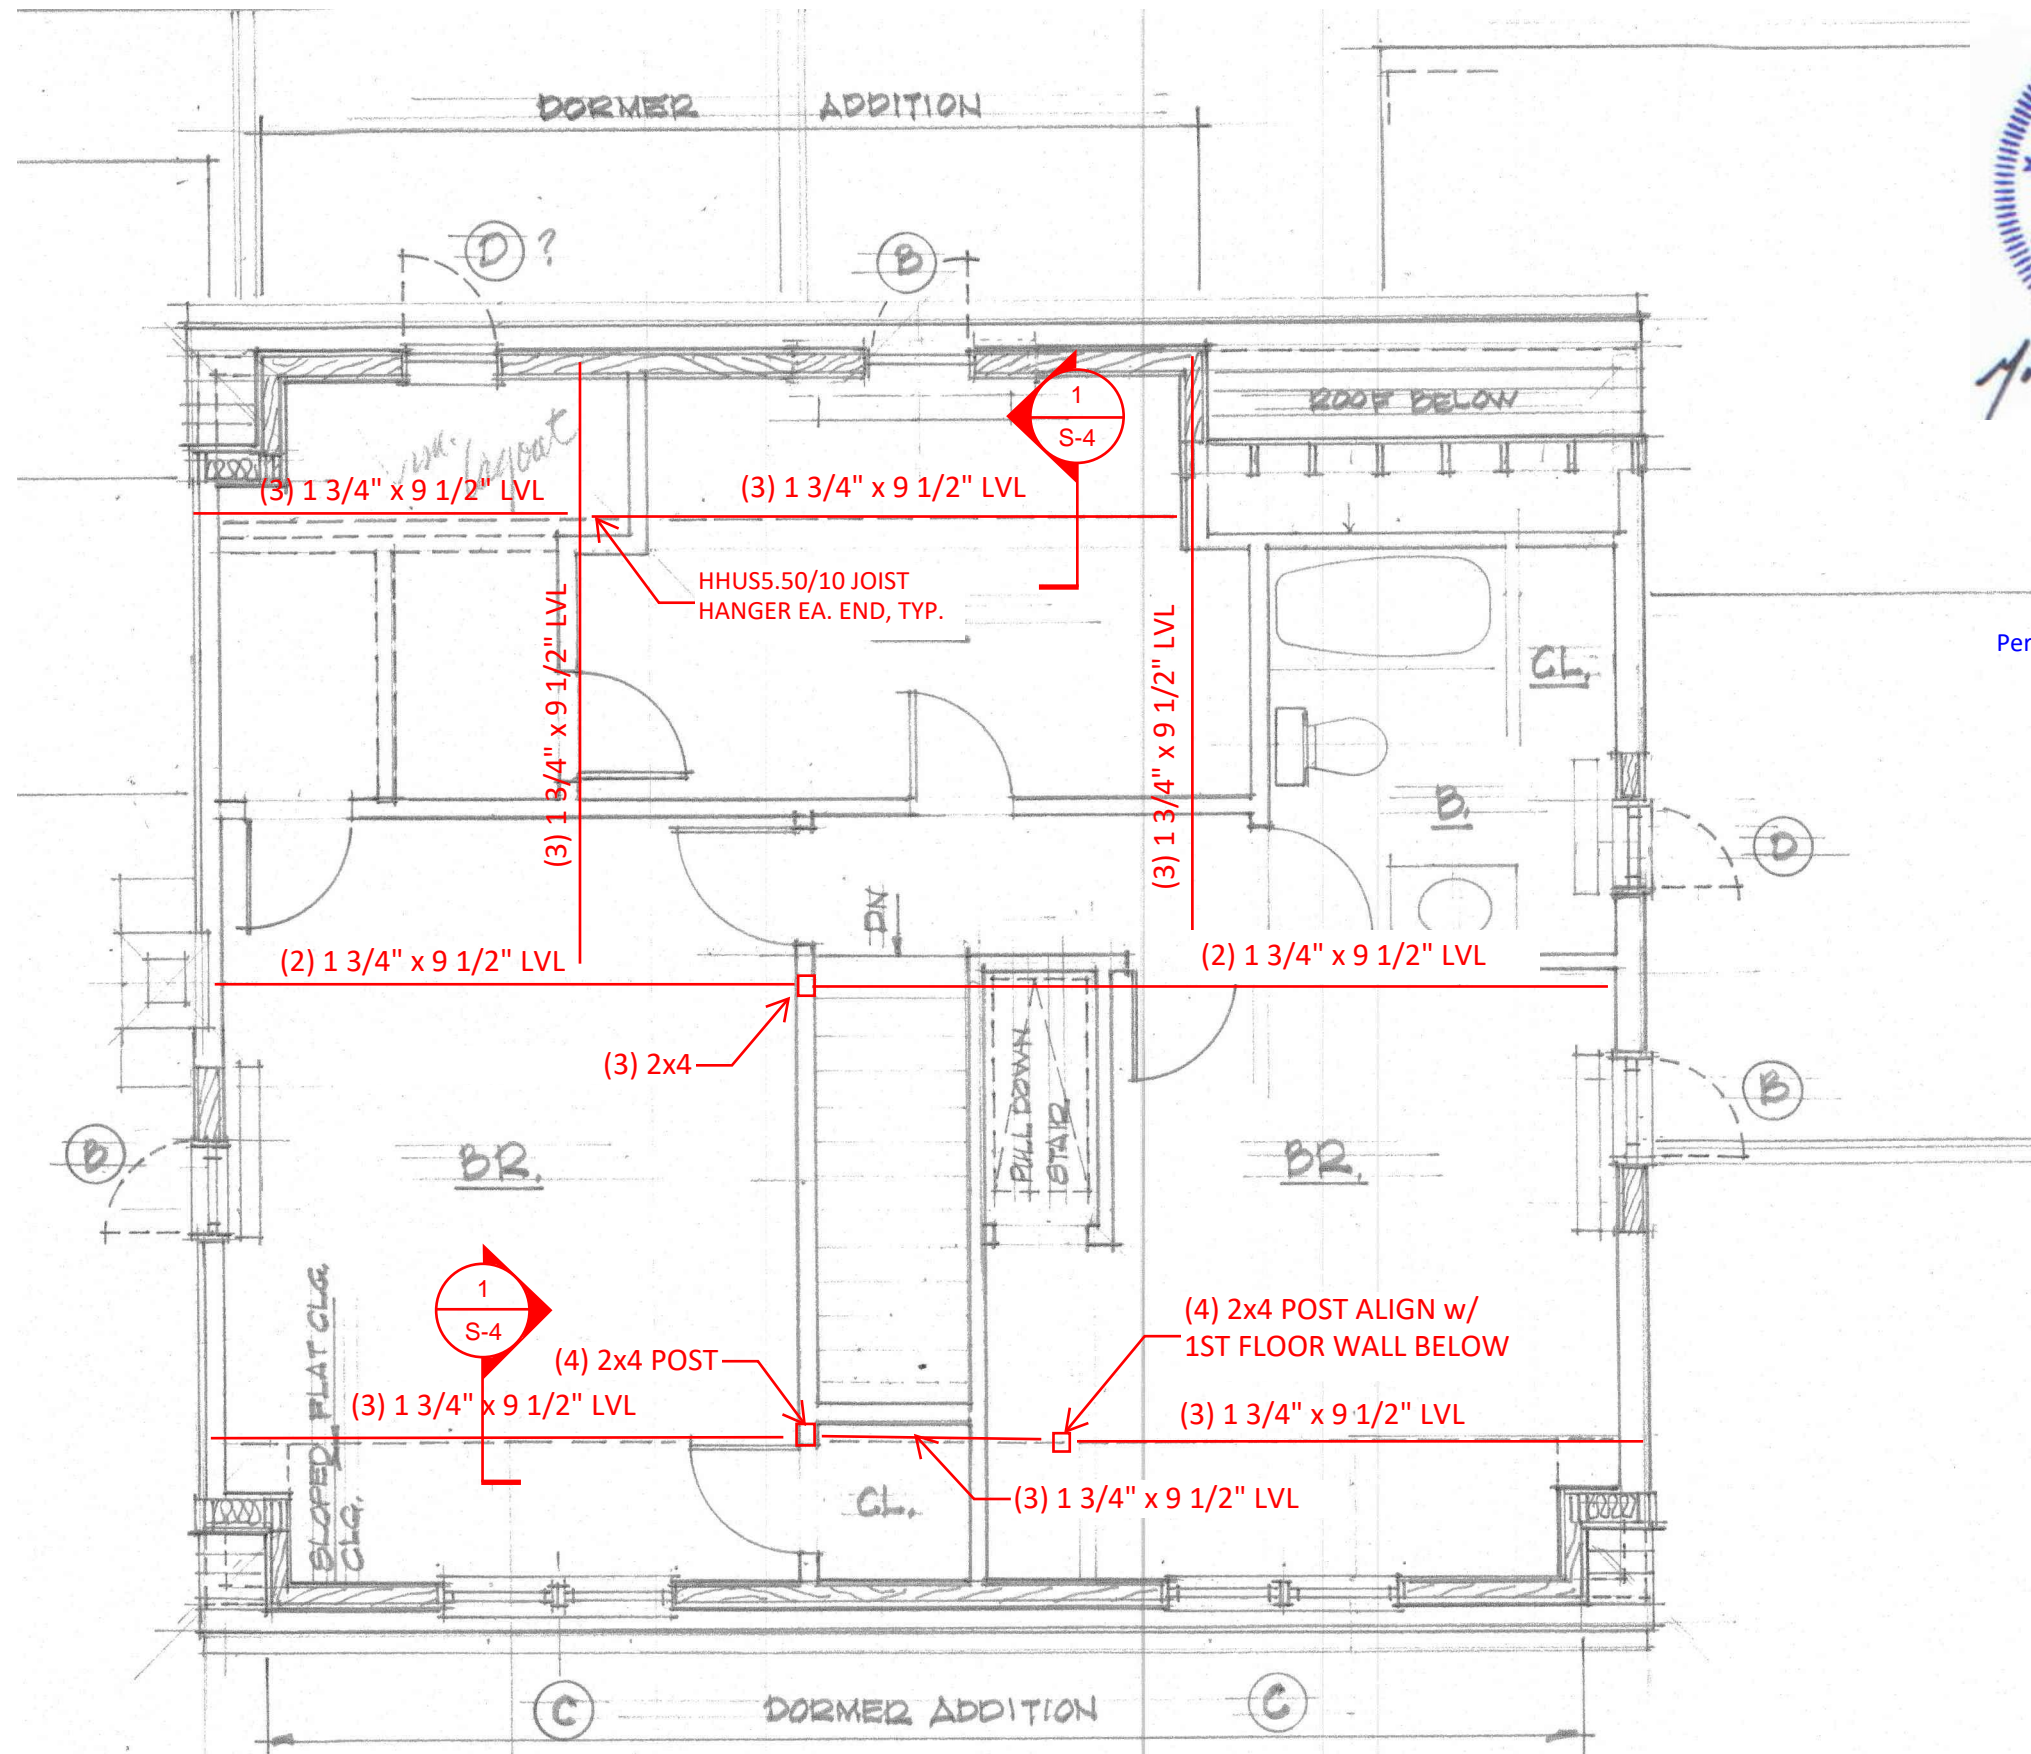 DORMER ADDITION
D ?
B
1
S-4
ROOF BELOW
layout
(3) 1 3/4" x 9 1/2" LVL
(3) 1 3/4" x 9 1/2" LVL
HHUS5.50/10 JOIST
HANGER EA. END, TYP.
(3) 1 3/4" x 9 1/2" LVL
(3) 1 3/4" x 9 1/2" LVL
Per
CL.
B.
D
DN
(2) 1 3/4" x 9 1/2" LVL
(2) 1 3/4" x 9 1/2" LVL
(3) 2x4
PULL DOWN
STAIR
B
B
BR.
BR.
1
S-4
SLOPED FLAT CLG.
CLG.
(4) 2x4 POST
(4) 2x4 POST ALIGN w/
1ST FLOOR WALL BELOW
(3) 1 3/4" x 9 1/2" LVL
(3) 1 3/4" x 9 1/2" LVL
CL.
(3) 1 3/4" x 9 1/2" LVL
C
DORMER ADDITION
C